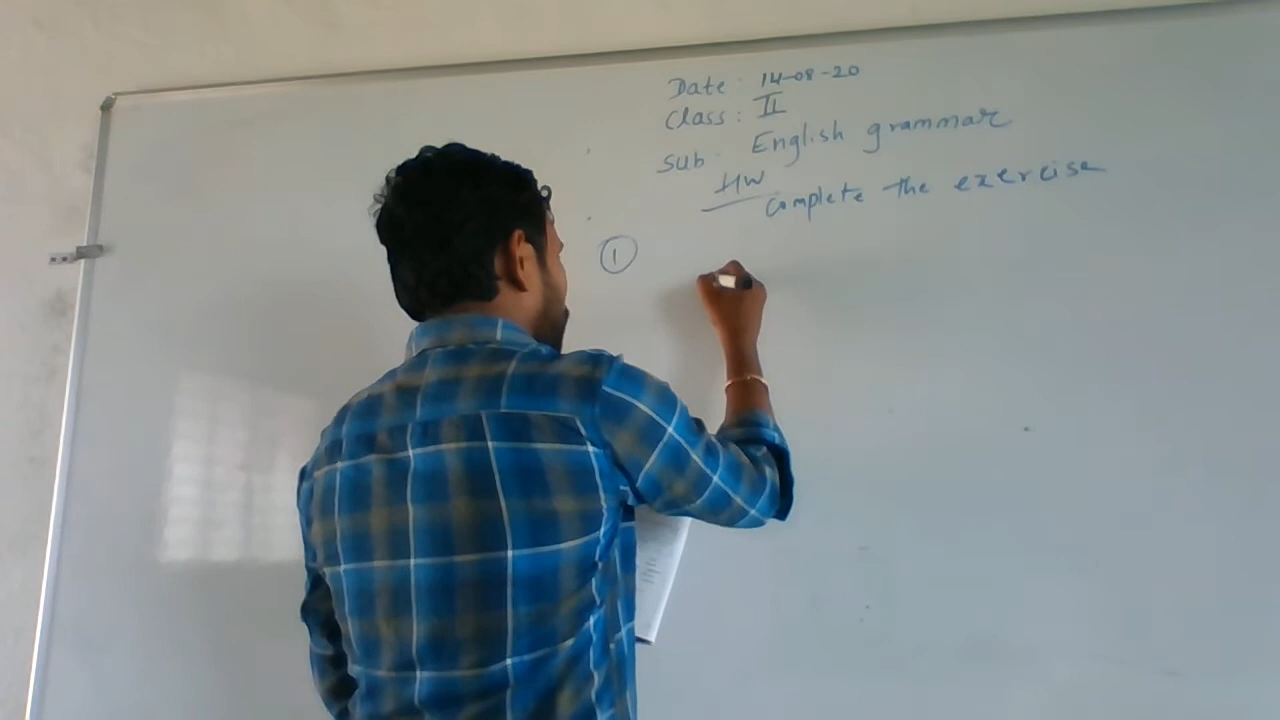 Date : 14-08-20
Class : II
Sub : English grammar
HW
Complete the exercise
①